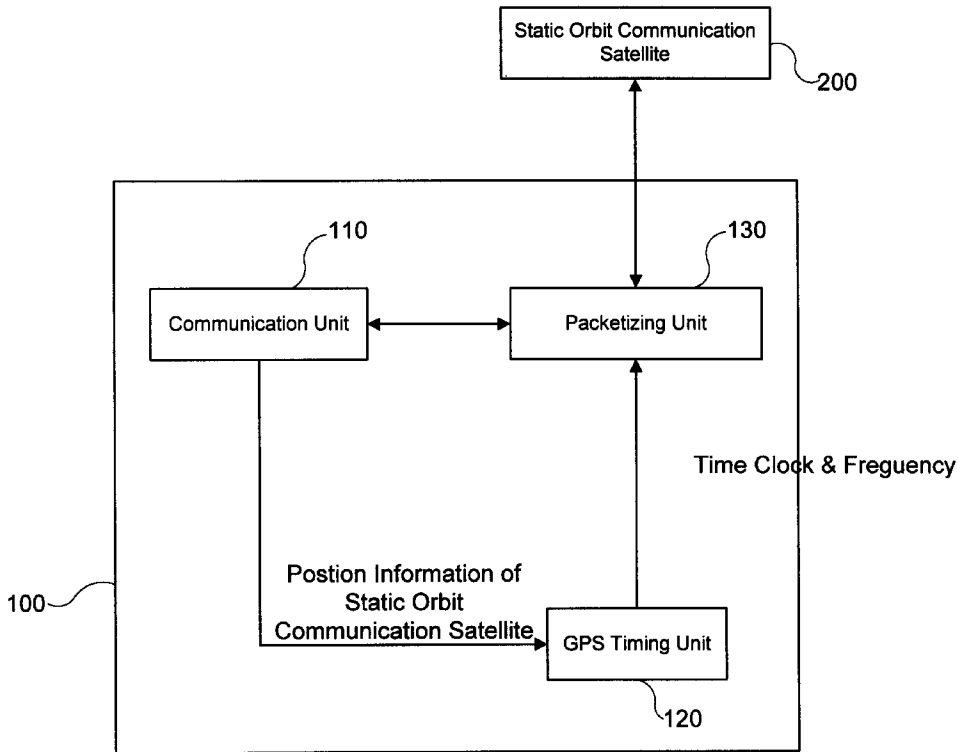 Static Orbit Communication
Satellite
200
110
130
Communication Unit
Packetizing Unit
Time Clock & Freguency
Postion Information of
Static Orbit
Communication Satellite
100
GPS Timing Unit
120